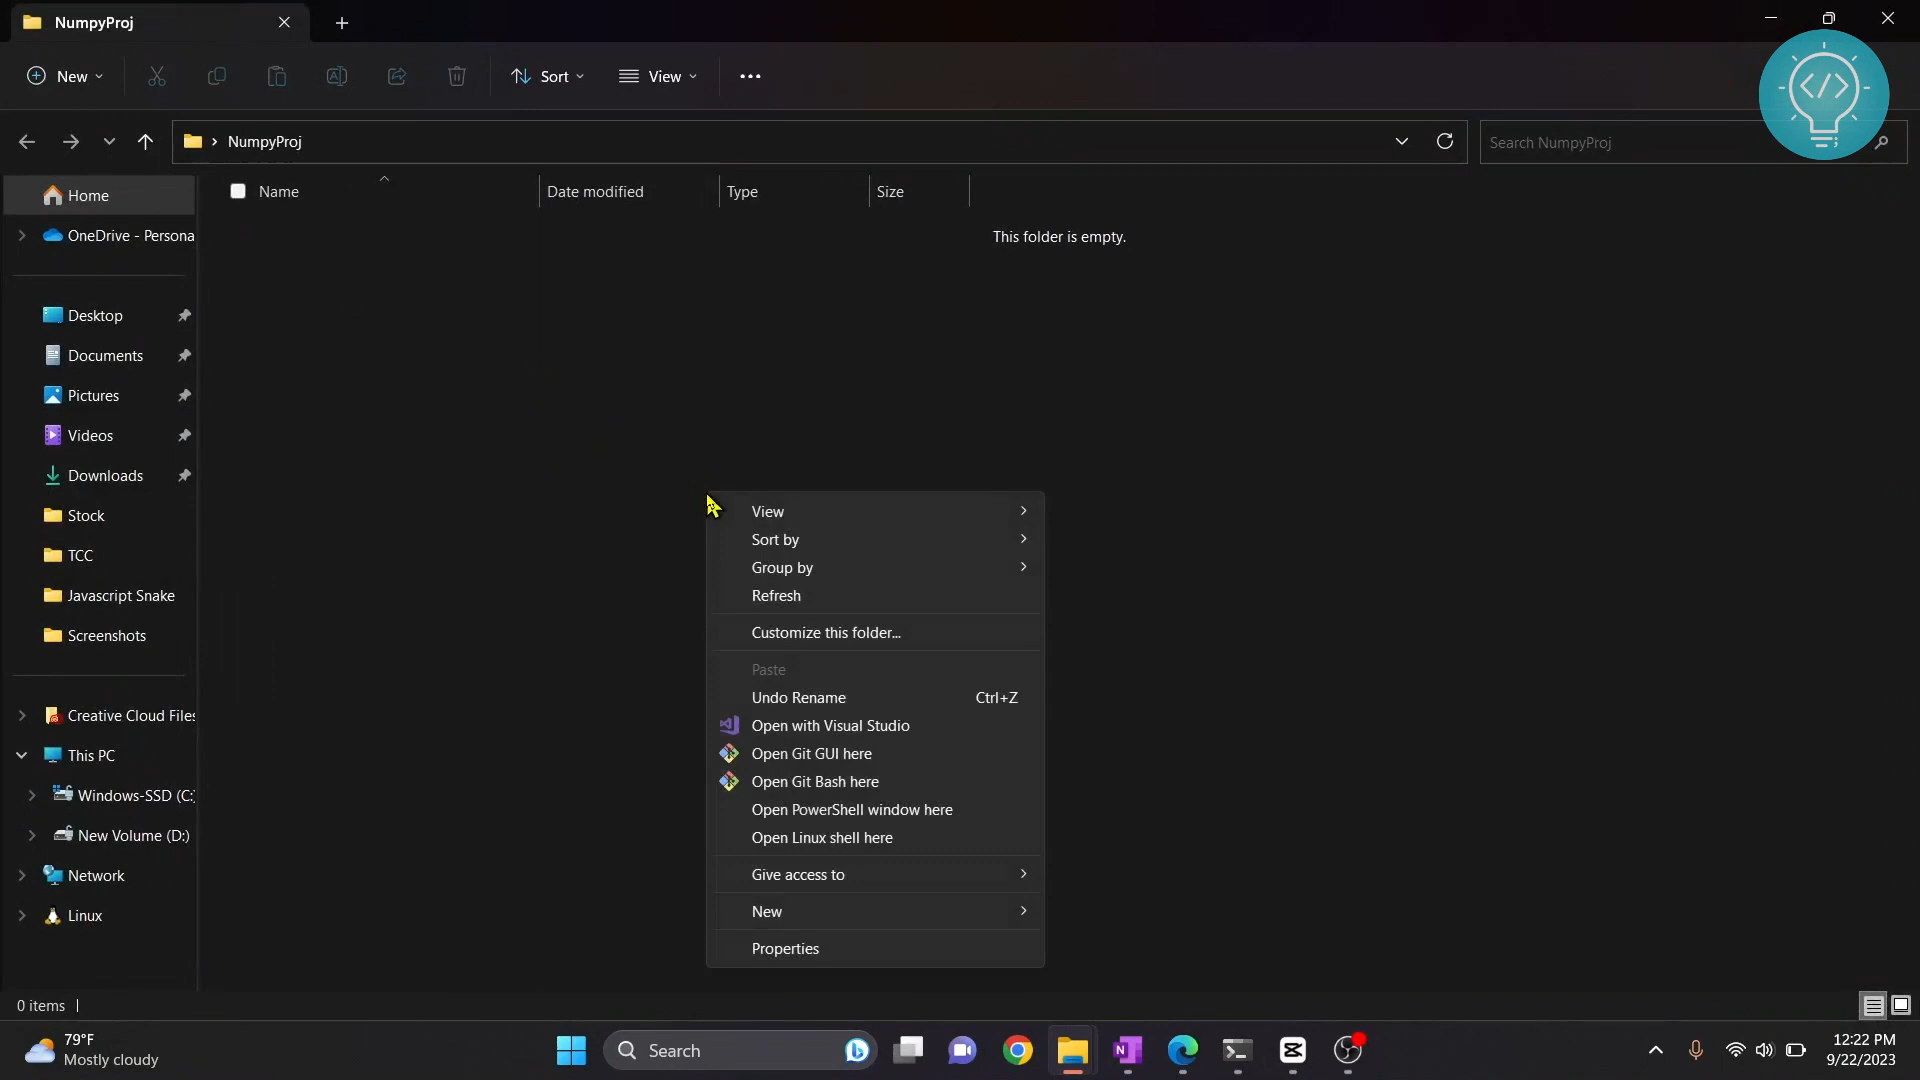 NumpyProj
New
Sort
View
NumpyProj
Search NumpyProj
Name
Date modified
Type
Size
This folder is empty.
Home
OneDrive - Persona
Desktop
Documents
Pictures
Videos
Downloads
Stock
TCC
Javascript Snake
Screenshots
Creative Cloud Files
This PC
Windows-SSD (C:)
New Volume (D:)
Network
Linux
View
Sort by
Group by
Refresh
Customize this folder...
Paste
Undo Rename Ctrl+Z
Open with Visual Studio
Open Git GUI here
Open Git Bash here
Open PowerShell window here
Open Linux shell here
Give access to
New
Properties
0 items
79°F
Mostly cloudy
Search
12:22 PM
9/22/2023